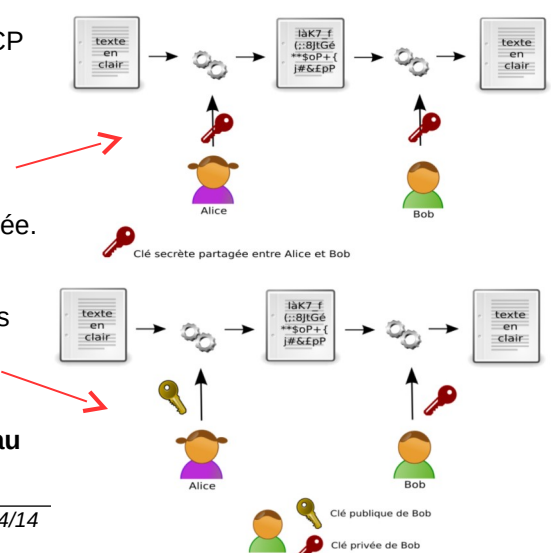 CP
texte
en
clair
làK7_f
(;:8JtGé
**$oP+{
j#&£pP
texte
en
clair
Alice
Bob
ée.
Clé secrète partagée entre Alice et Bob
texte
en
clair
làK7_f
(;:8JtGé
**$oP+{
j#&£pP
texte
en
clair
s
au
Alice
Bob
4/14
Clé publique de Bob
Clé privée de Bob